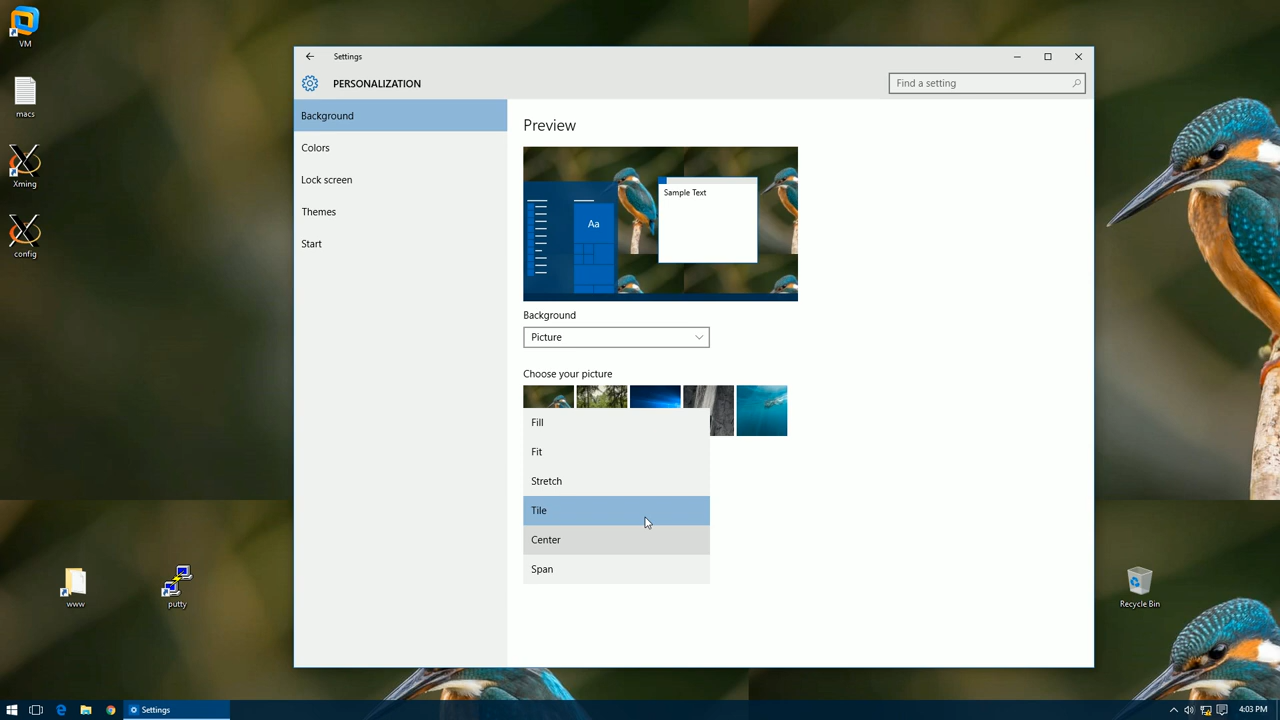 VM
macs
Xming
config
www
putty
Settings
PERSONALIZATION
Find a setting
Background
Colors
Lock screen
Themes
Start
Preview
Sample Text
Aa
Background
Picture
Choose your picture
Fill
Fit
Stretch
Tile
Center
Span
Recycle Bin
Settings
4:03 PM